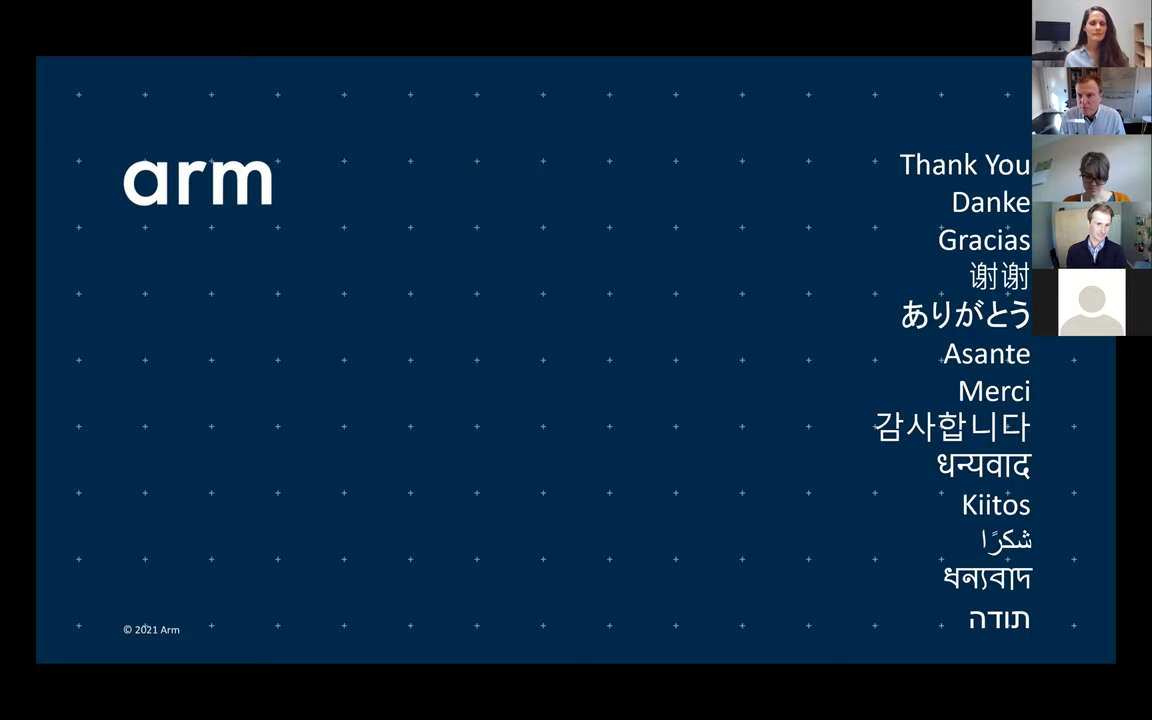 arm
Thank You
Danke
Gracias
谢谢
ありがとう
Asante
Merci
감사합니다
धन्यवाद
Kiitos
شكرًا
ধন্যবাদ
תודה
© 2021 Arm